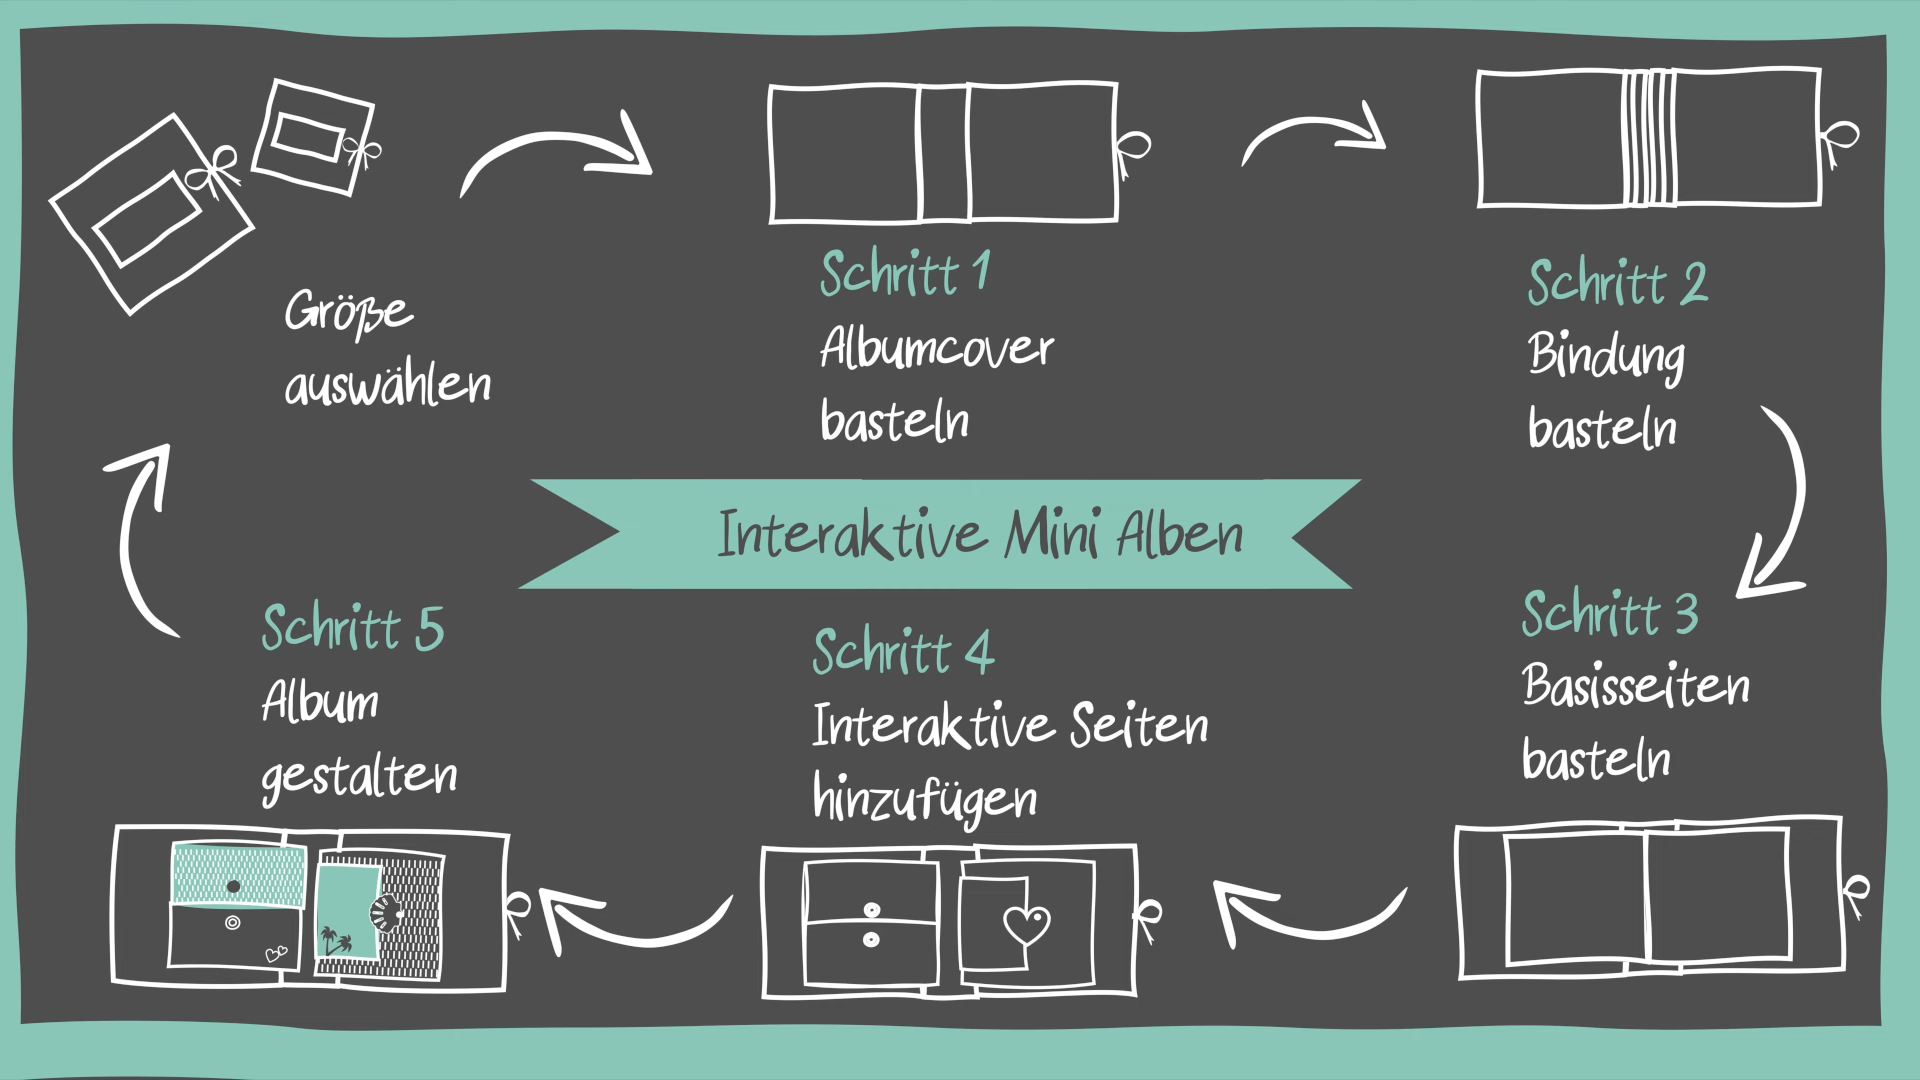 Größe
auswählen
Schritt 1
Albumcover
basteln
Schritt 2
Bindung
basteln
Interaktive Mini Alben
Schritt 3
Basisseiten
basteln
Schritt 4
Interaktive Seiten
hinzufügen
Schritt 5
Album
gestalten